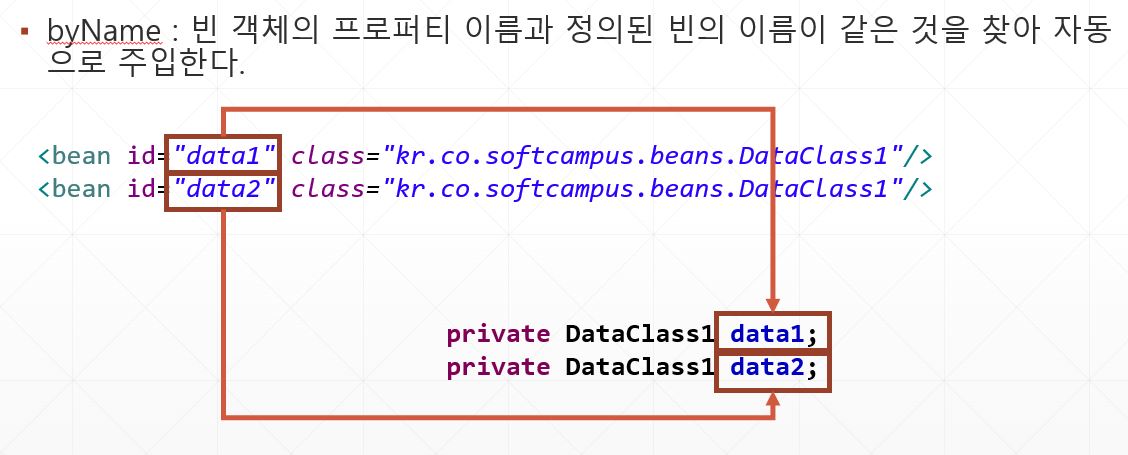 ▪ byName : 빈 객체의 프로퍼티 이름과 정의된 빈의 이름이 같은 것을 찾아 자동
으로 주입한다.
<bean id="data1" class="kr.co.softcampus.beans.DataClass1"/>
<bean id="data2" class="kr.co.softcampus.beans.DataClass1"/>
private DataClass1 data1;
private DataClass1 data2;